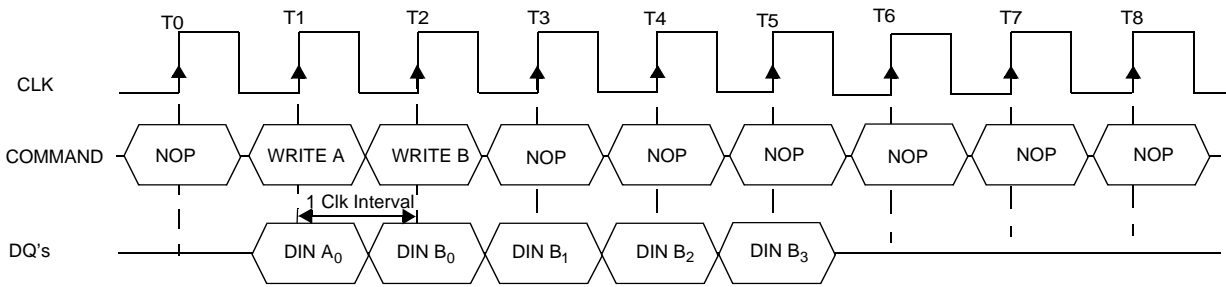 T0 T1 T2 T3 T4 T5 T6 T7 T8
CLK
COMMAND NOP WRITE A WRITE B NOP NOP NOP NOP NOP NOP
1 Clk Interval
DQ's DIN A0 DIN B0 DIN B1 DIN B2 DIN B3